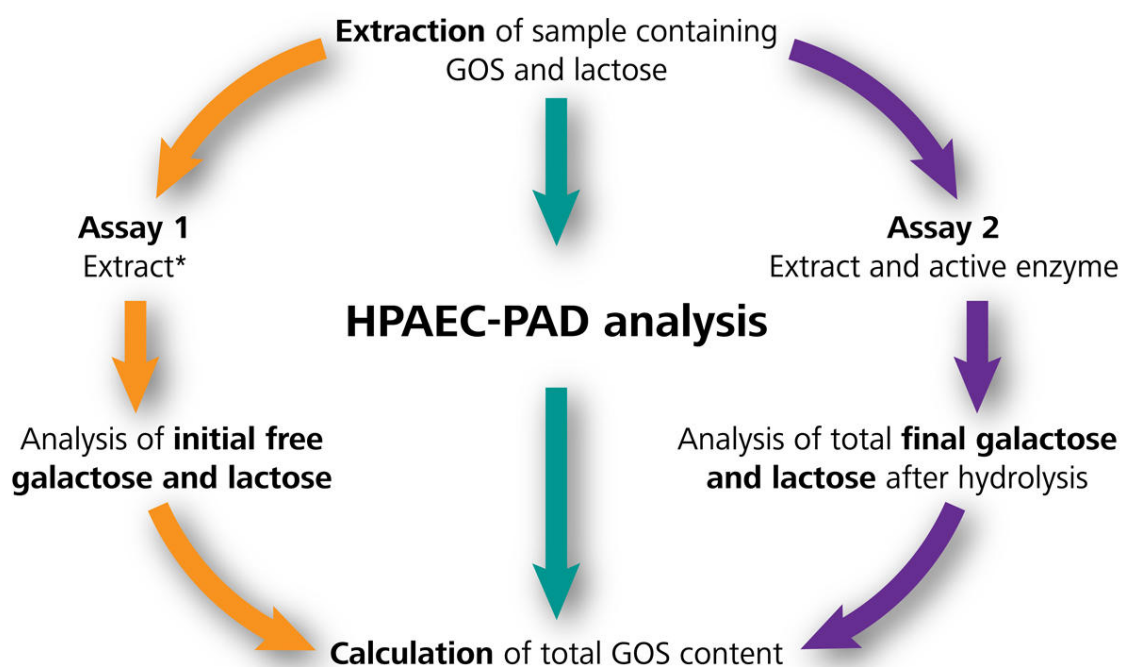 Extraction of sample containing
GOS and lactose
Assay 1
Extract*
Assay 2
Extract and active enzyme
HPAEC-PAD analysis
Analysis of initial free
galactose and lactose
Analysis of total final galactose
and lactose after hydrolysis
Calculation of total GOS content